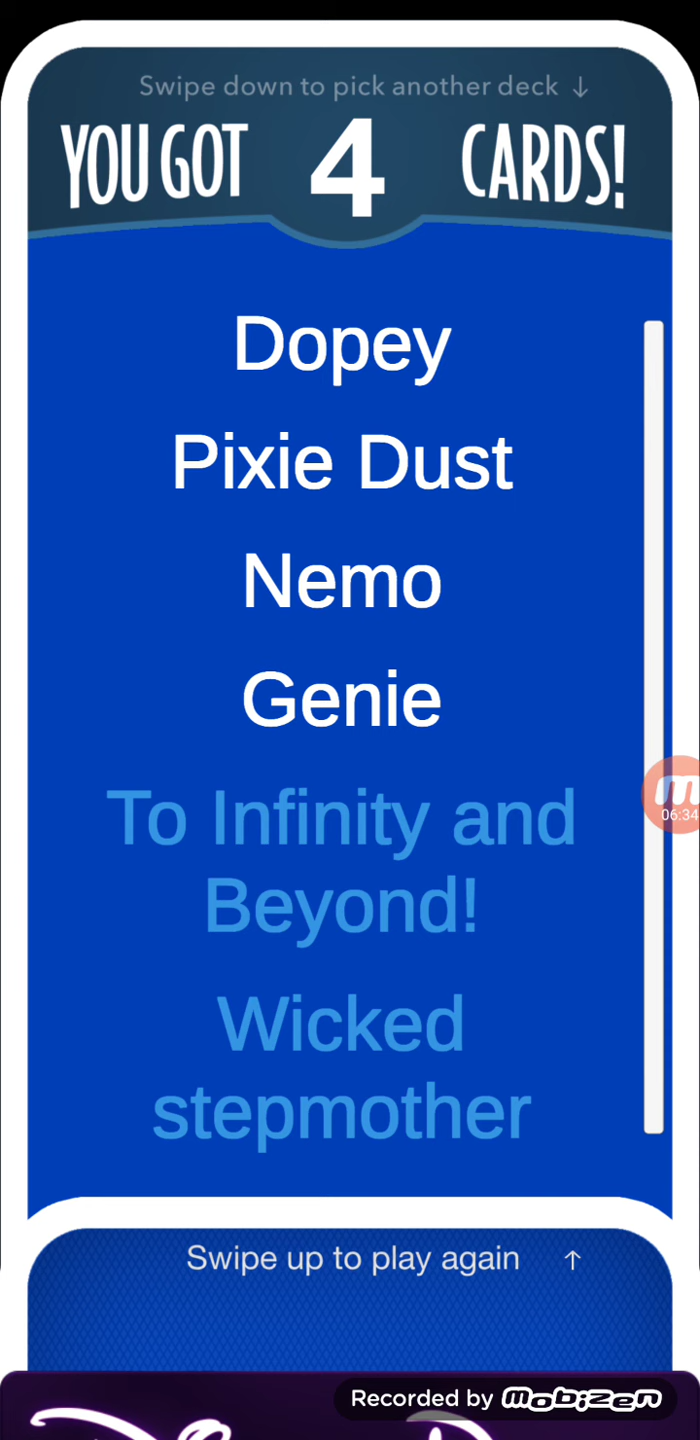 Swipe down to pick another deck ↓
YOU GOT 4 CARDS!
Dopey
Pixie Dust
Nemo
Genie
To Infinity and
Beyond!
Wicked
stepmother
06:34
Swipe up to play again ↑
Recorded by mobizen